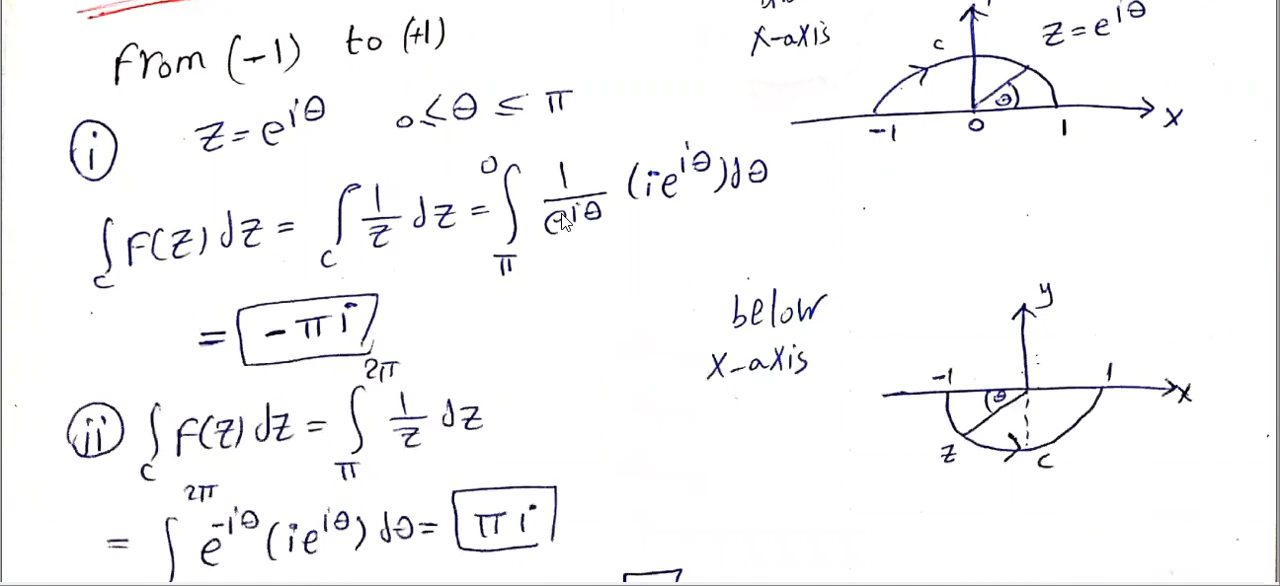 from (-1) to (+1)
x-axis
c
z = e^{iθ}
θ
-1 0 1 x
(i) z = e^{iθ} 0 ≤ θ ≤ π
∫_c F(z) dz = ∫_c 1/z dz = ∫_π^0 1/e^{iθ} (ie^{iθ}) dθ
= -πi
below
x-axis
y
-1 1 x
θ
z c
(ii) ∫_c F(z) dz = ∫_π^{2π} 1/z dz
= ∫^{2π} e^{-iθ} (ie^{iθ}) dθ = πi